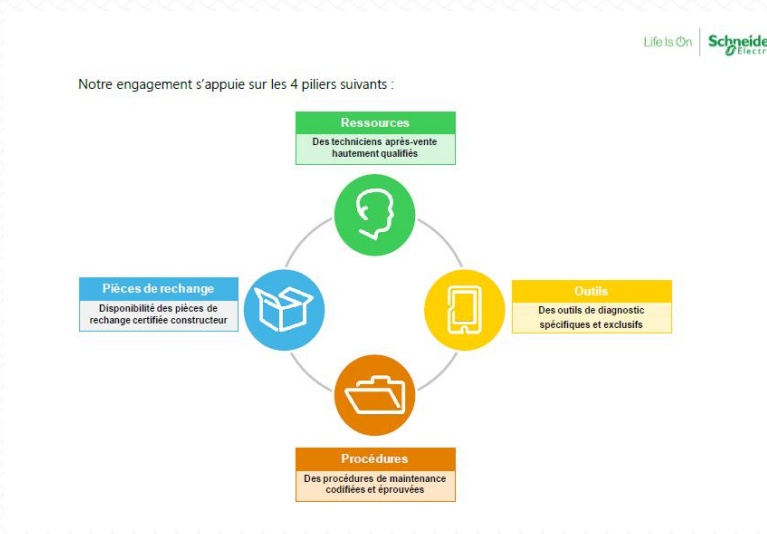 Life Is On
Schneide
Electr
Notre engagement s’appuie sur les 4 piliers suivants :
Ressources
Des techniciens après-vente
hautement qualifiés
Pièces de rechange
Disponibilité des pièces de
rechange certifiée constructeur
Outils
Des outils de diagnostic
spécifiques et exclusifs
Procédures
Des procédures de maintenance
codifiées et éprouvées